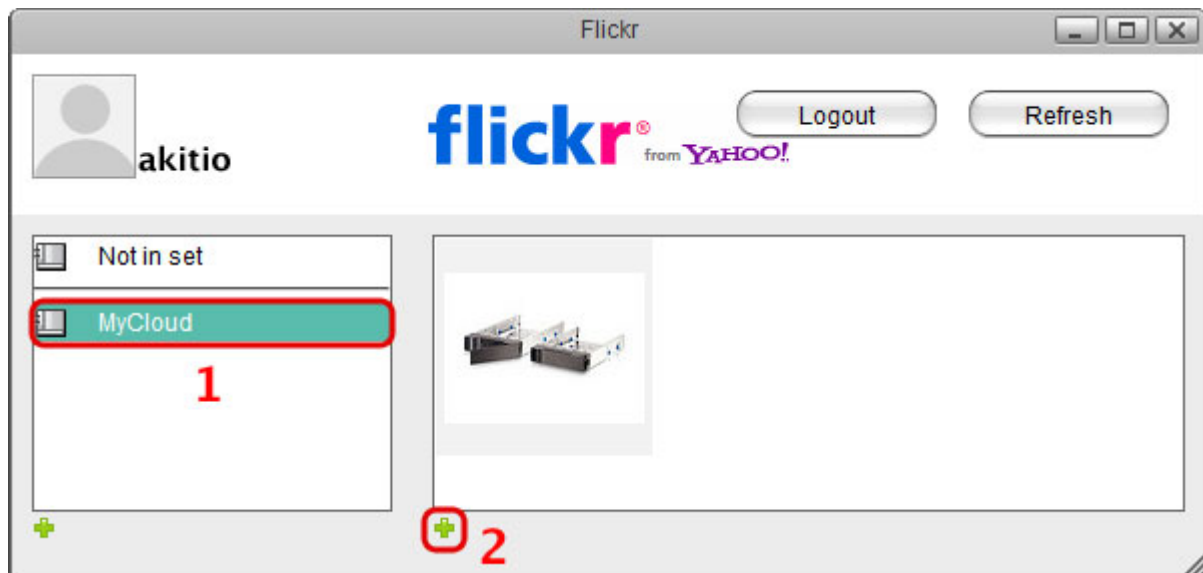 Flickr
akitio
flickr® from YAHOO!
Logout
Refresh
Not in set
MyCloud
1
2